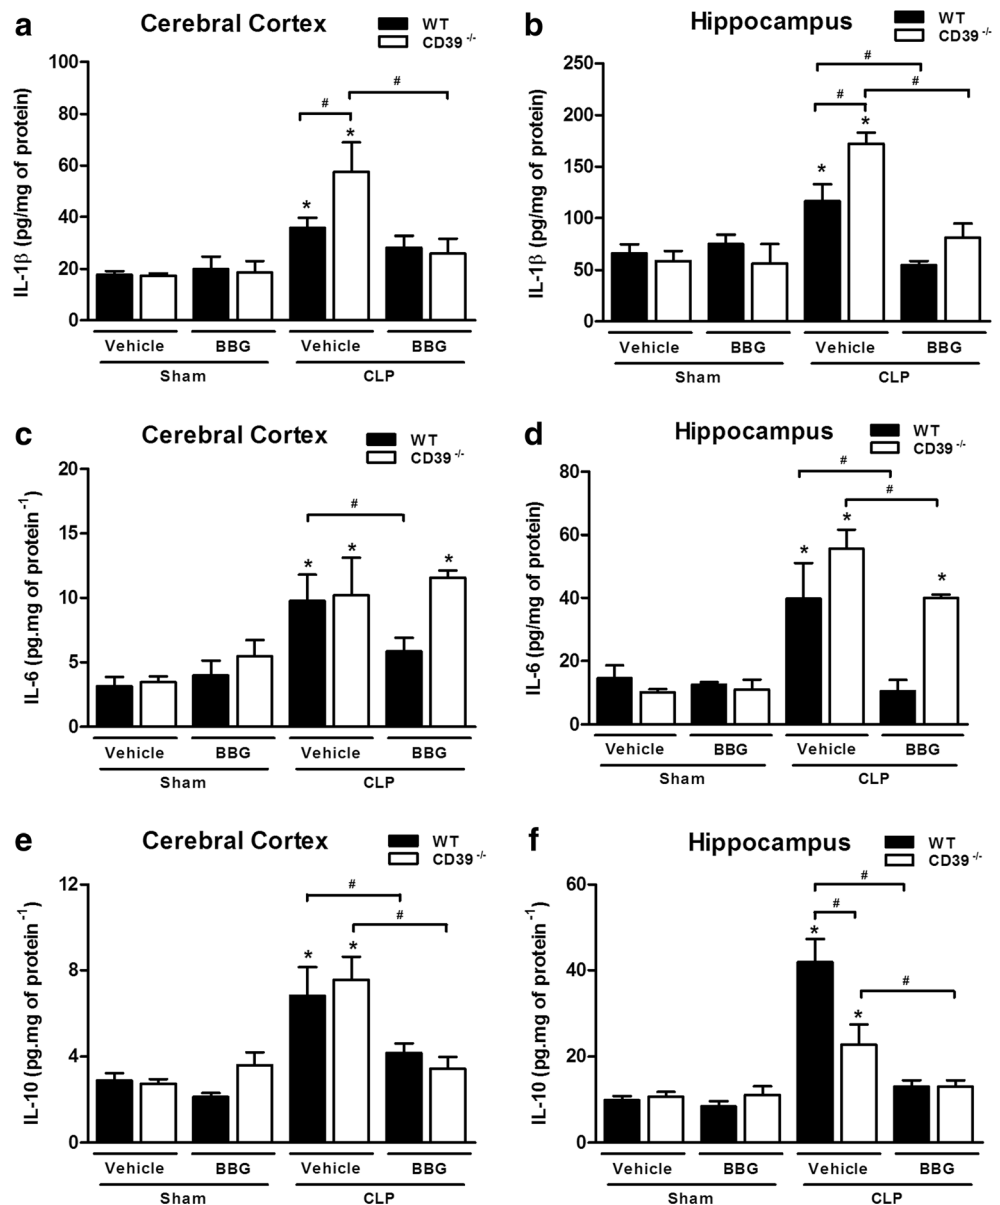 a Cerebral Cortex
WT
CD39 -/-
IL-1β (pg/mg of protein)
100
80
60
40
20
0
#
#
*
*
Vehicle BBG Vehicle BBG
Sham CLP
b Hippocampus
WT
CD39 -/-
IL-1β (pg/mg of protein)
250
200
150
100
50
0
#
#
#
*
*
Vehicle BBG Vehicle BBG
Sham CLP
c Cerebral Cortex
WT
CD39 -/-
IL-6 (pg.mg of protein-1)
20
15
10
5
0
#
* * *
Vehicle BBG Vehicle BBG
Sham CLP
d Hippocampus
WT
CD39 -/-
IL-6 (pg/mg of protein)
80
60
40
20
0
#
#
*
*
*
Vehicle BBG Vehicle BBG
Sham CLP
e Cerebral Cortex
WT
CD39 -/-
IL-10 (pg.mg of protein-1)
12
8
4
0
#
#
* *
Vehicle BBG Vehicle BBG
Sham CLP
f Hippocampus
WT
CD39 -/-
IL-10 (pg.mg of protein-1)
60
40
20
0
#
#
*
#
*
Vehicle BBG Vehicle BBG
Sham CLP